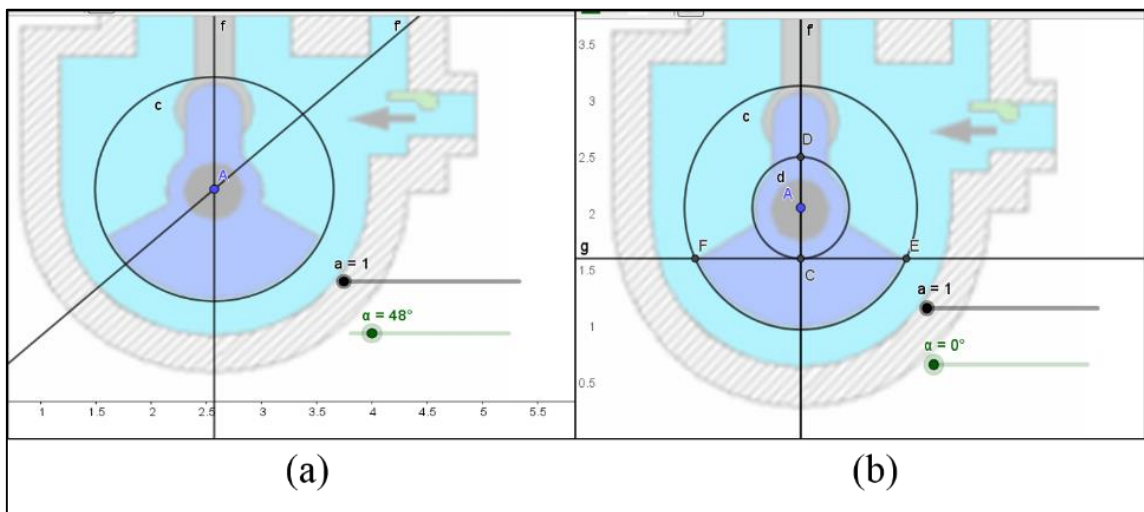 f
f'
c
A
a = 1
α = 48°
1 1.5 2 2.5 3 3.5 4 4.5 5 5.5
(a)
3.5
f'
3
c
D
2.5
d
A
2
F
E
g
C
1.5
a = 1
1
α = 0°
0.5
(b)